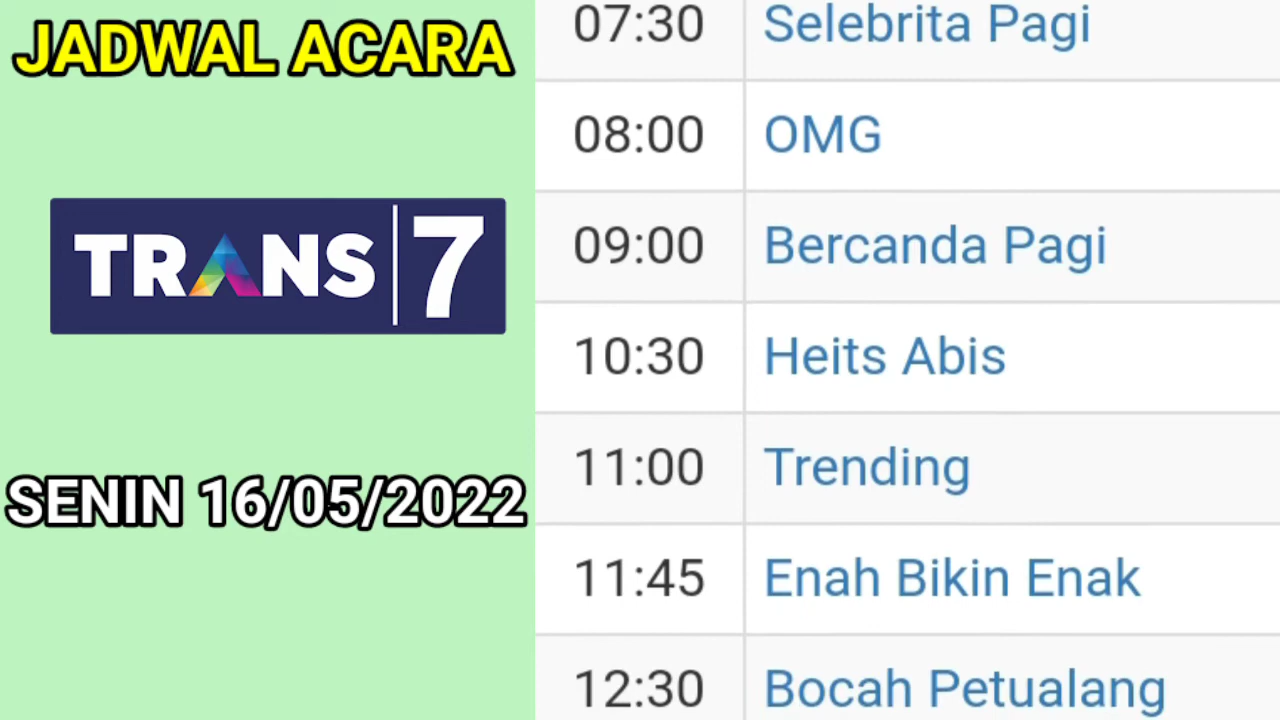 JADWAL ACARA
TRANS|7
SENIN 16/05/2022
07:30 Selebrita Pagi
08:00 OMG
09:00 Bercanda Pagi
10:30 Heits Abis
11:00 Trending
11:45 Enah Bikin Enak
12:30 Bocah Petualang